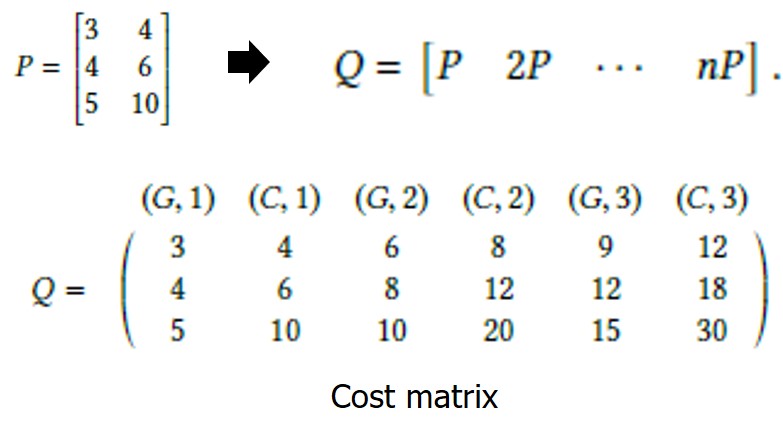 P = [3 4
4 6
5 10] ➡ Q = [P 2P ⋯ nP] .
(G, 1) (C, 1) (G, 2) (C, 2) (G, 3) (C, 3)
3 4 6 8 9 12
Q = ( 4 6 8 12 12 18 )
5 10 10 20 15 30
Cost matrix